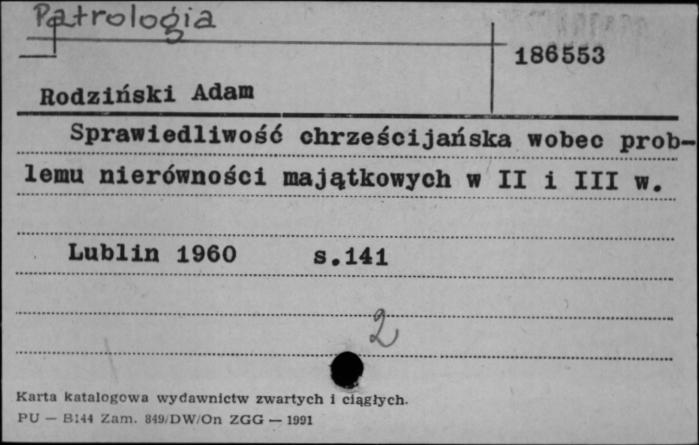 Patrologia
186553
Rodziński Adam
Sprawiedliwość chrześcijańska wobec prob-
lemu nierówności majątkowych w II i III w.
Lublin 1960 s.141
2
Karta katalogowa wydawnictw zwartych i ciągłych.
PU — B144 Zam. 849/DW/On ZGG — 1991